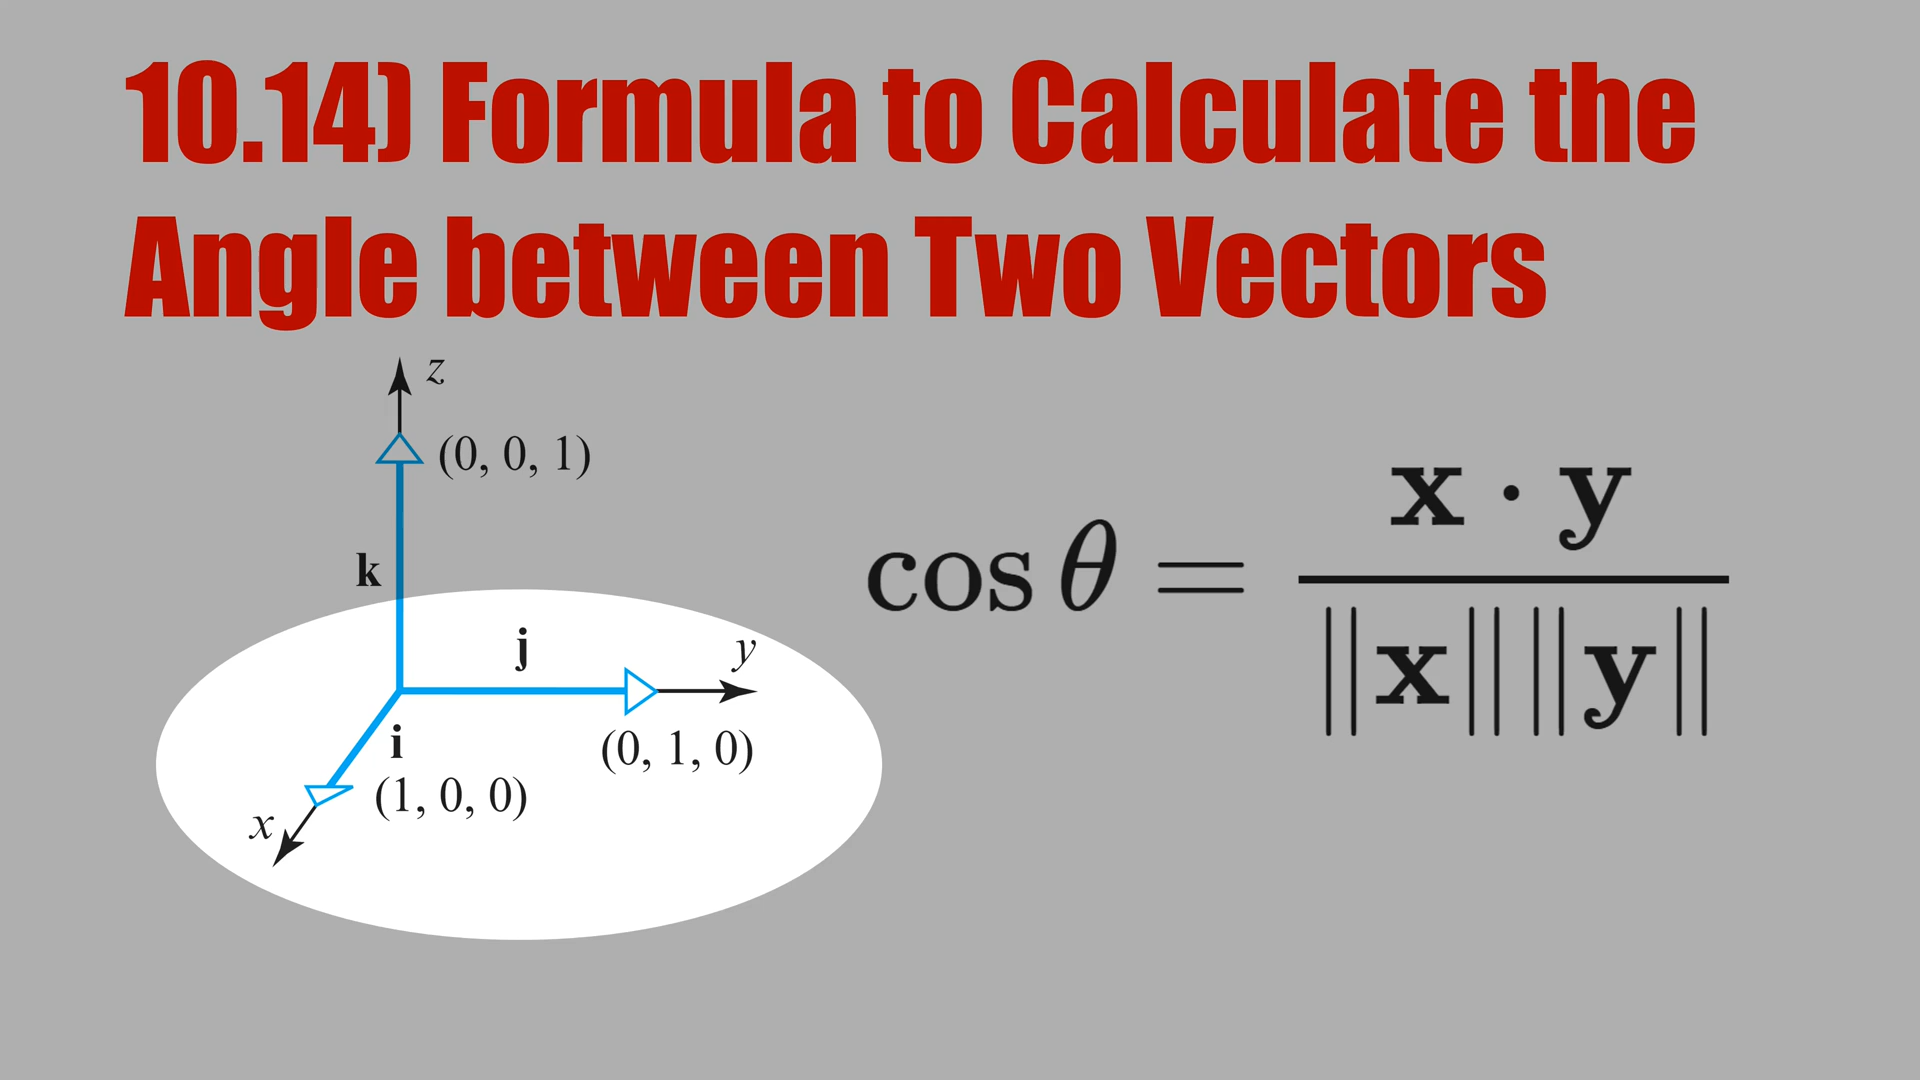 10.14) Formula to Calculate the
Angle between Two Vectors
z
(0, 0, 1)
k
j
y
i
(0, 1, 0)
(1, 0, 0)
x
cos θ = x · y / ||x|| ||y||